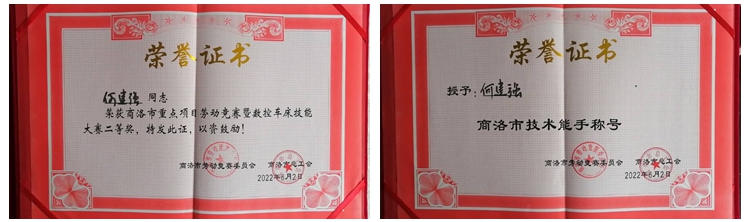 荣誉证书
何建强 同志
荣获商洛市重点项目劳动竞赛暨数控车床技能
大赛二等奖，特发此证，以资鼓励！
商洛市劳动竞赛委员会 商洛市总工会
2022年6月2日
荣誉证书
授予：何建强
商洛市技术能手称号
商洛市劳动竞赛委员会 商洛市总工会
2022年6月2日